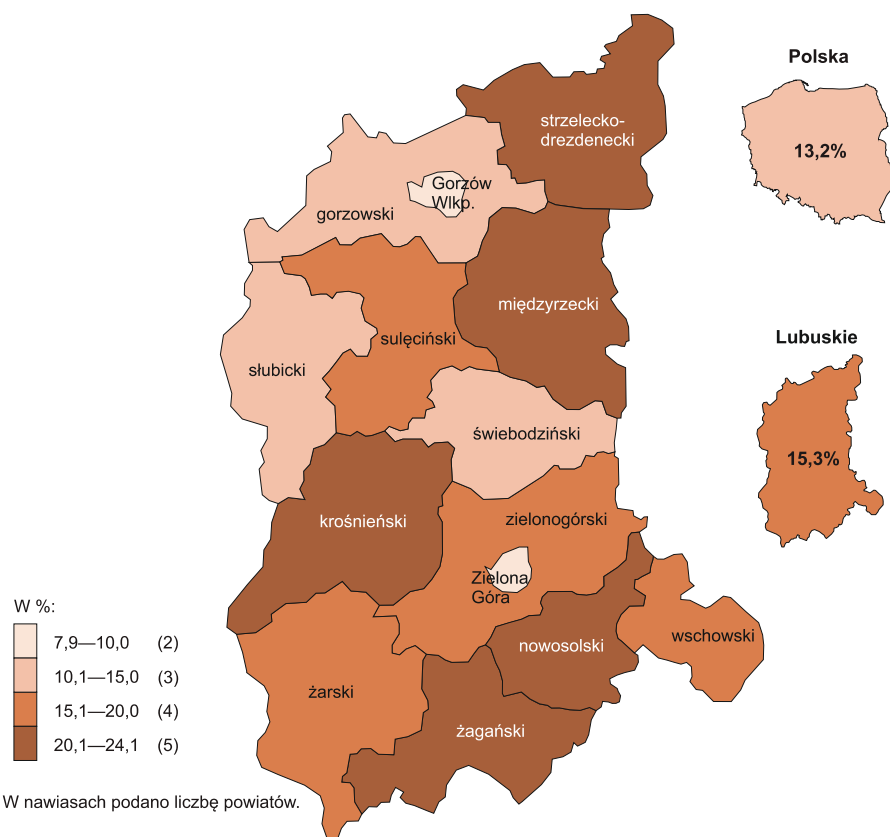 Polska
13,2%
strzelecko-
drezdenecki
Gorzów
Wlkp.
gorzowski
międzyrzecki
sulęciński
słubicki
Lubuskie
15,3%
świebodziński
krośnieński
zielonogórski
Zielona
Góra
nowosolski
wschowski
żarski
żagański
W %:
7,9—10,0 (2)
10,1—15,0 (3)
15,1—20,0 (4)
20,1—24,1 (5)
W nawiasach podano liczbę powiatów.